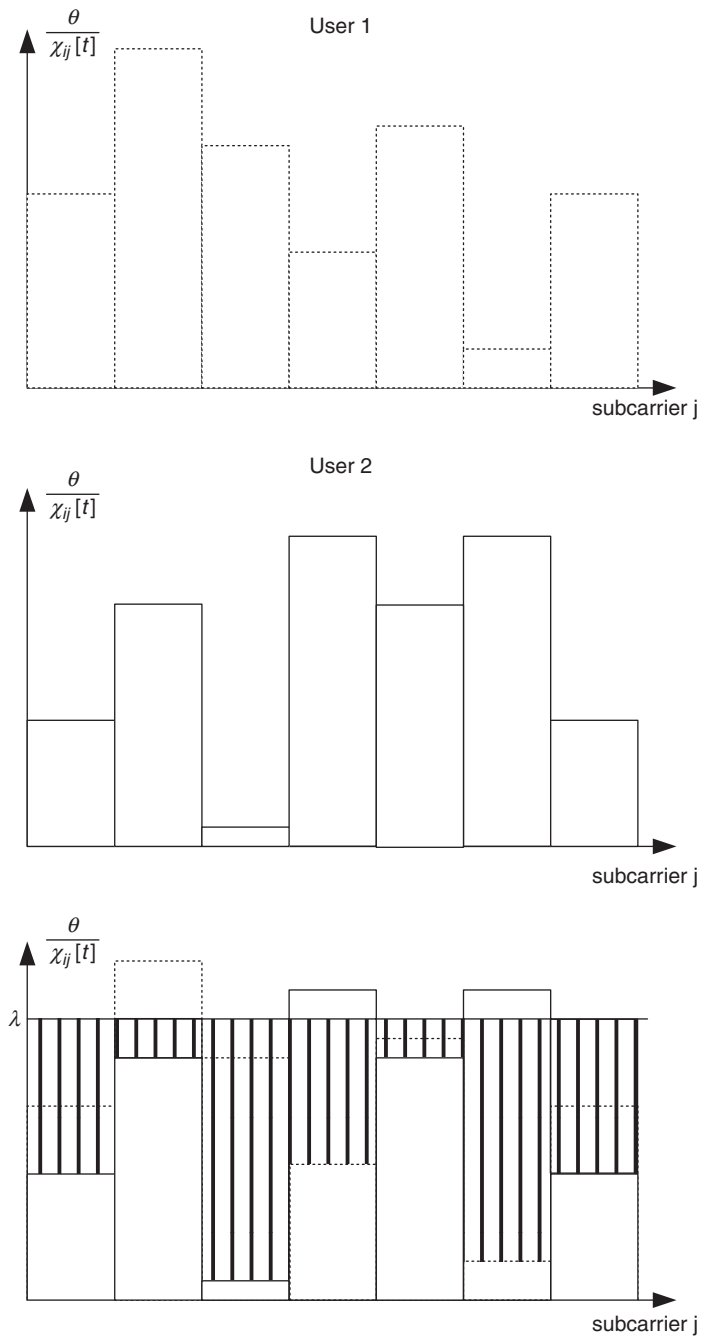 User 1
θ
χij [t]
subcarrier j
User 2
θ
χij [t]
subcarrier j
θ
χij [t]
λ
subcarrier j